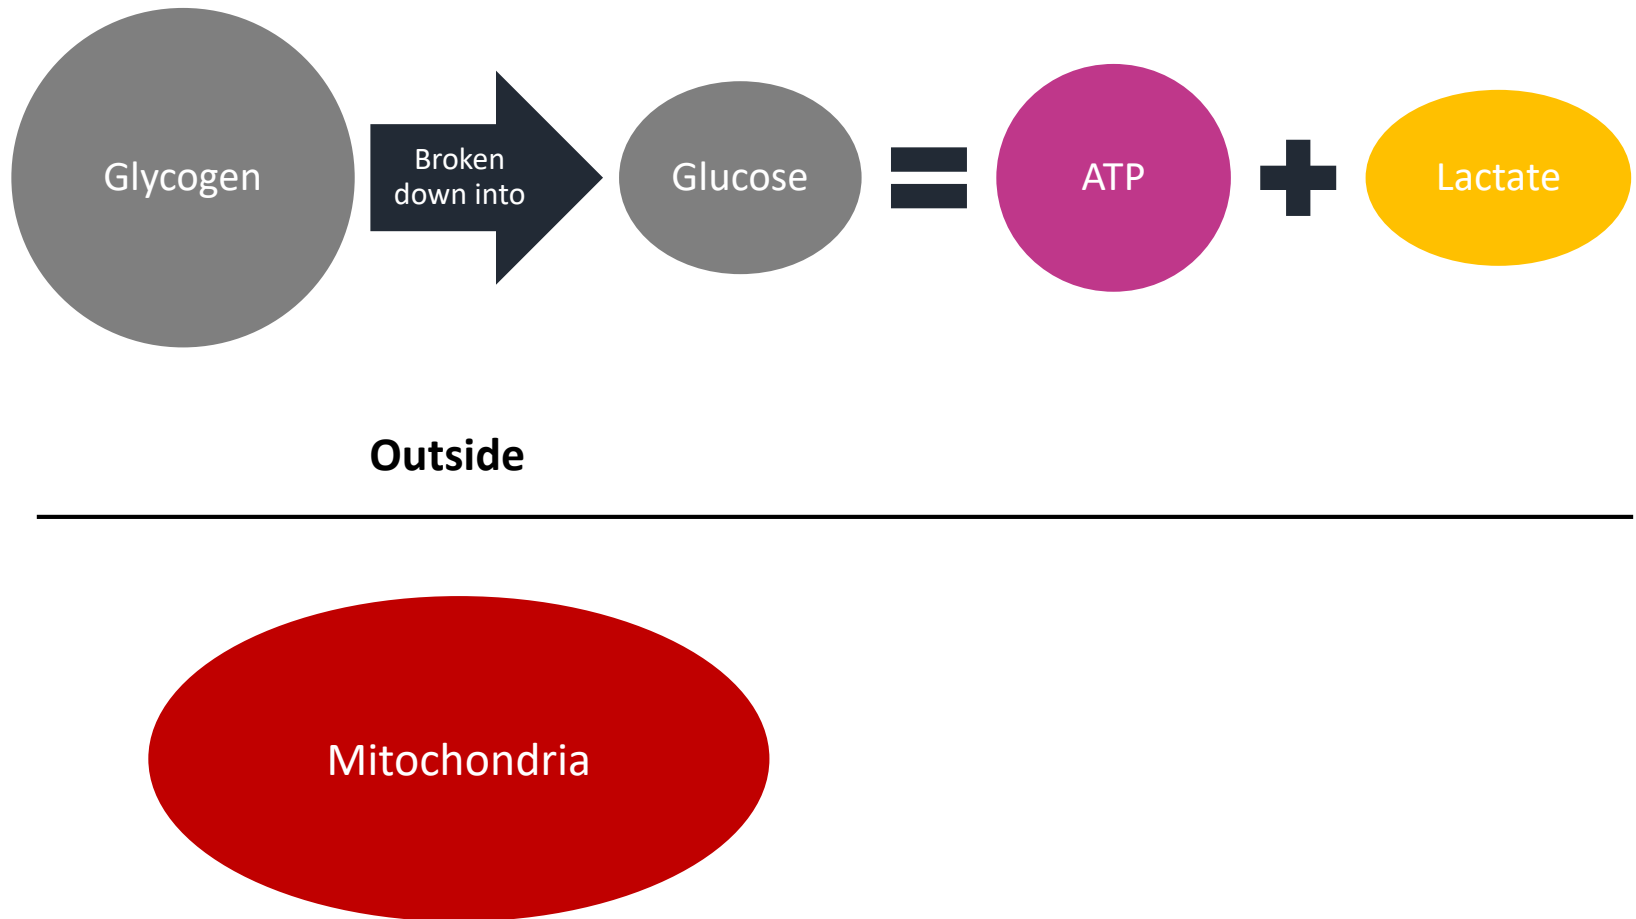 Glycogen
Broken
down into
Glucose
ATP
Lactate
Outside
Mitochondria